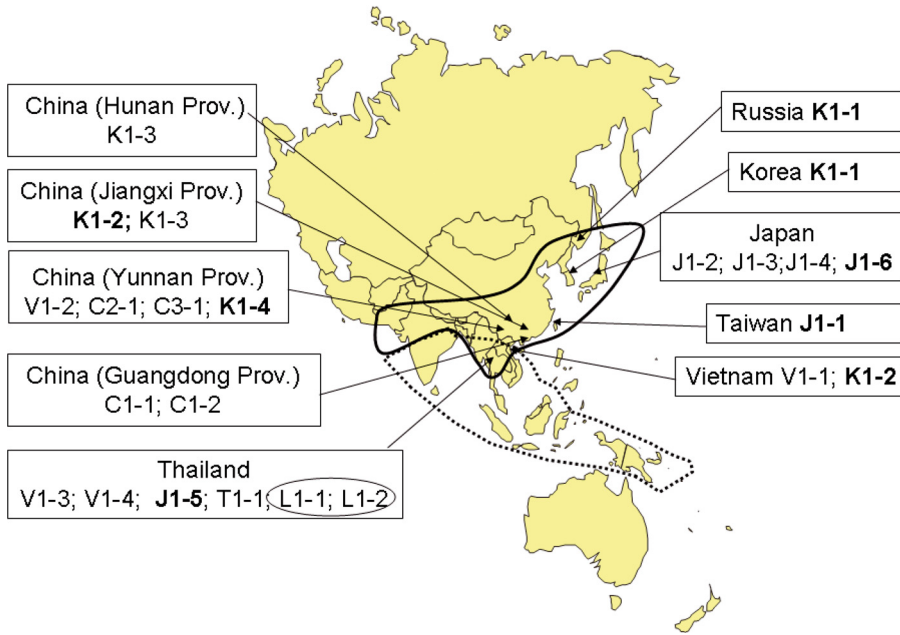 China (Hunan Prov.)
K1-3
China (Jiangxi Prov.)
K1-2; K1-3
China (Yunnan Prov.)
V1-2; C2-1; C3-1; K1-4
China (Guangdong Prov.)
C1-1; C1-2
Thailand
V1-3; V1-4; J1-5; T1-1; L1-1; L1-2
Russia K1-1
Korea K1-1
Japan
J1-2; J1-3;J1-4; J1-6
Taiwan J1-1
Vietnam V1-1; K1-2